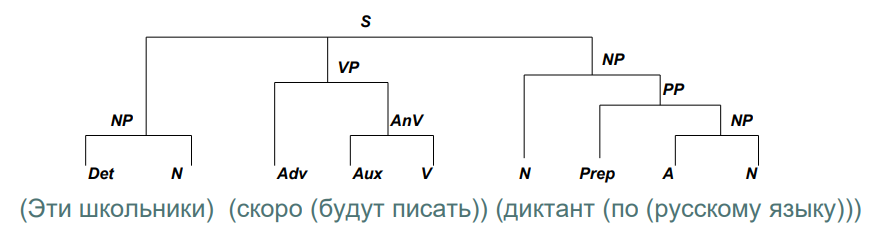 S
VP NP
PP
NP AnV NP
Det N Adv Aux V N Prep A N
(Эти школьники) (скоро (будут писать)) (диктант (по (русскому языку)))